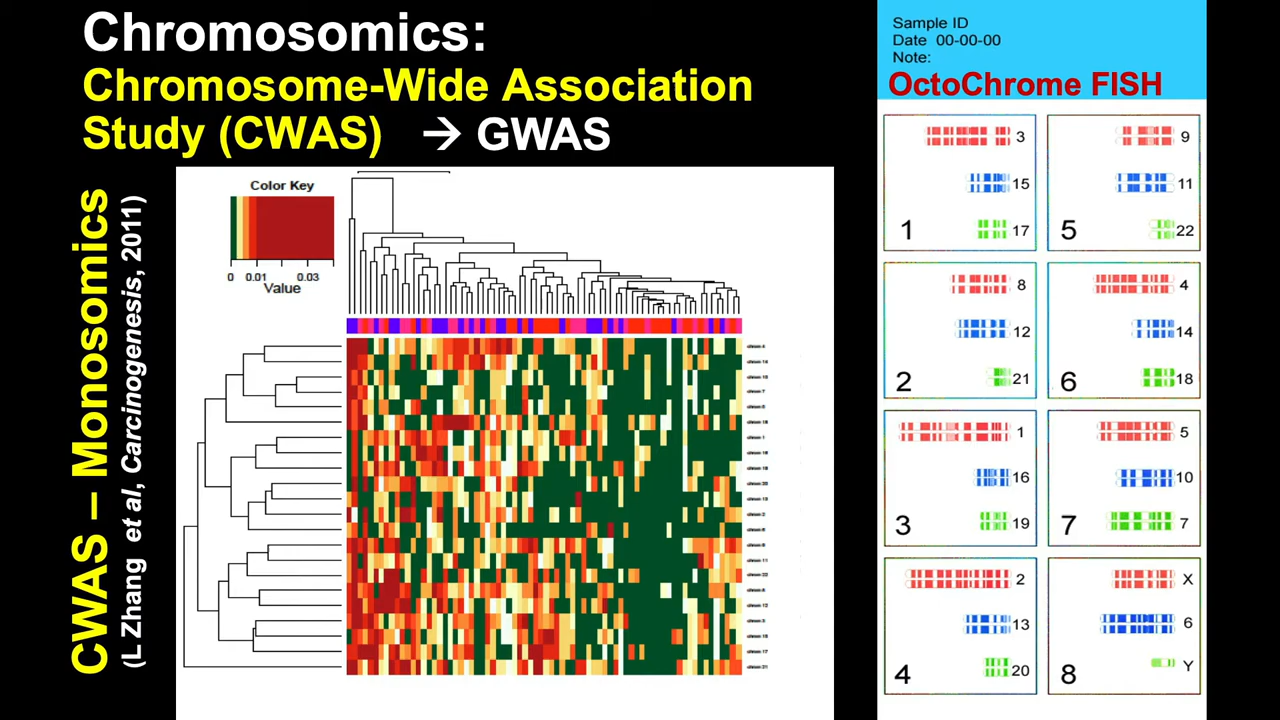 Chromosomics:
Chromosome-Wide Association
Study (CWAS) → GWAS
CWAS – Monosomics
(L Zhang et al, Carcinogenesis, 2011)
Color Key
0 0.01 0.03
Value
Sample ID
Date 00-00-00
Note:
OctoChrome FISH
3
15
1 17
9
11
5 22
8
12
2 21
4
14
6 18
1
16
3 19
5
10
7 7
2
13
4 20
X
6
8 Y